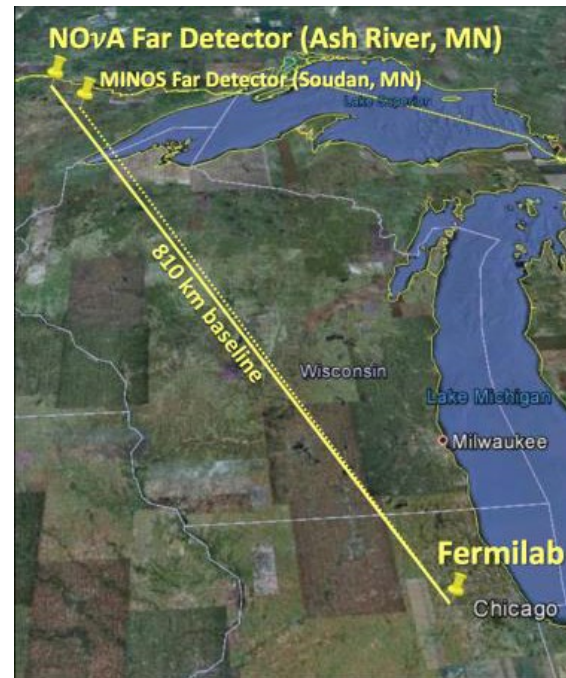 NOνA Far Detector (Ash River, MN)
MINOS Far Detector (Soudan, MN)
Lake Superior
810 km baseline
Wisconsin
Lake Michigan
Milwaukee
Fermilab
Chicago